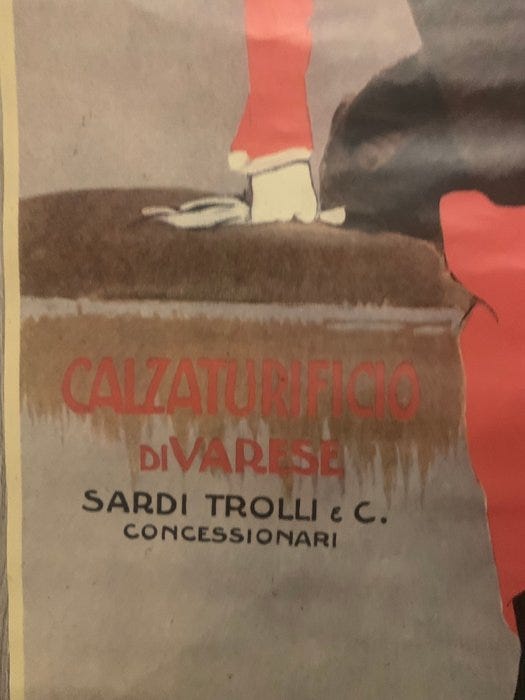 CALZATURIFICIO
DI VARESE
SARDI TROLLI e C.
CONCESSIONARI